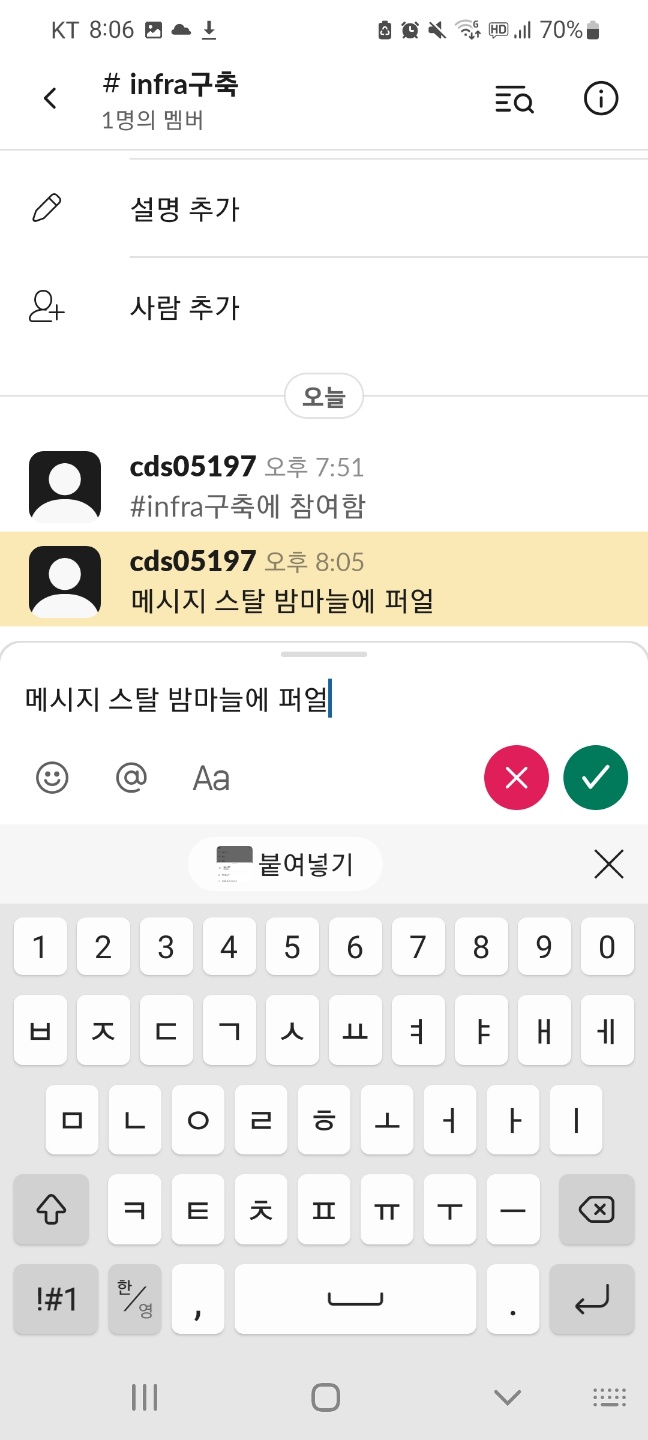 KT 8:06 HD 70%
# infra구축
1명의 멤버
설명 추가
사람 추가
오늘
cds05197 오후 7:51
#infra구축에 참여함
cds05197 오후 8:05
메시지 스탈 밤마늘에 퍼얼
메시지 스탈 밤마늘에 퍼얼
@ Aa
붙여넣기
1 2 3 4 5 6 7 8 9 0
ㅂ ㅈ ㄷ ㄱ ㅅ ㅛ ㅕ ㅑ ㅐ ㅔ
ㅁ ㄴ ㅇ ㄹ ㅎ ㅗ ㅓ ㅏ ㅣ
ㅋ ㅌ ㅊ ㅍ ㅠ ㅜ ㅡ
!#1 한/영 , .